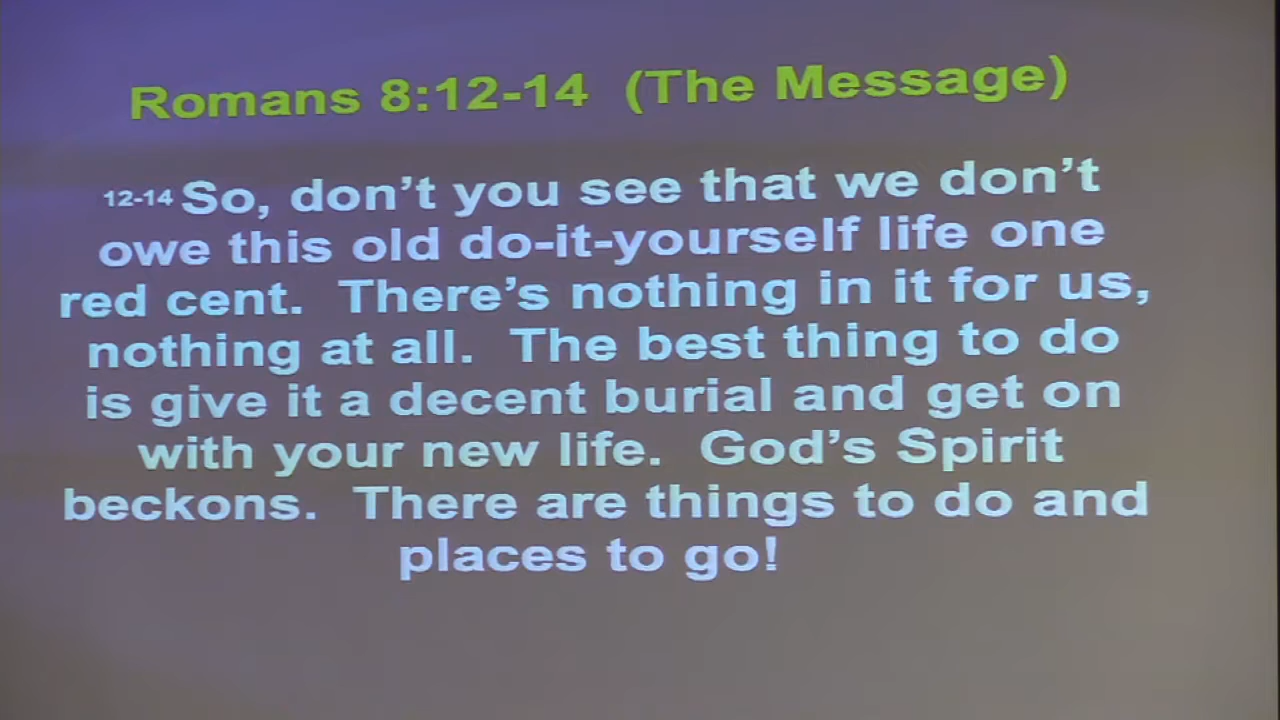 Romans 8:12-14 (The Message)
12-14 So, don’t you see that we don’t
owe this old do-it-yourself life one
red cent. There’s nothing in it for us,
nothing at all. The best thing to do
is give it a decent burial and get on
with your new life. God’s Spirit
beckons. There are things to do and
places to go!